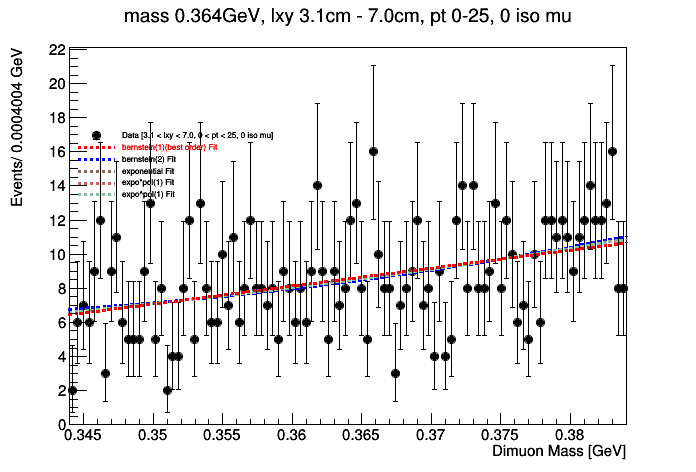 mass 0.364GeV, lxy 3.1cm - 7.0cm, pt 0-25, 0 iso mu
Events/ 0.0004004 GeV
22
20
18
16
14
12
10
8
6
4
2
0
Data [3.1 < lxy < 7.0, 0 < pt < 25, 0 iso mu]
bernstein(1)(best order) Fit
bernstein(2) Fit
exponential Fit
expo*pol(1) Fit
expo^pol(1) Fit
0.345 0.35 0.355 0.36 0.365 0.37 0.375 0.38
Dimuon Mass [GeV]